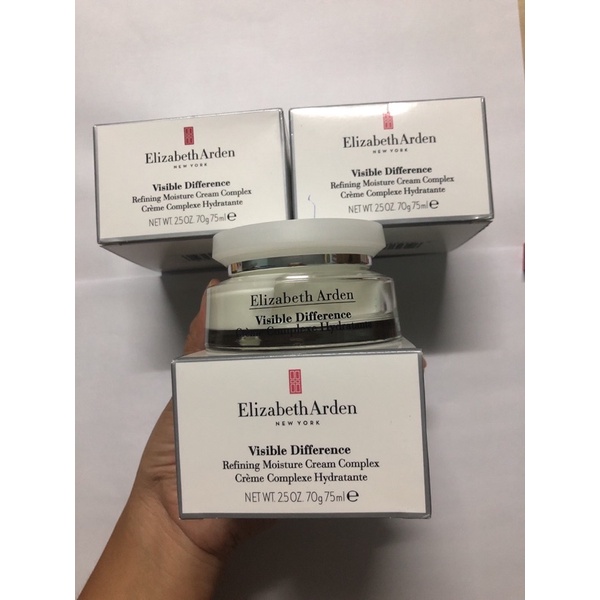 ElizabethArden
NEW YORK
Visible Difference
Refining Moisture Cream Complex
Crème Complexe Hydratante
NET WT. 2.5 OZ. 70g 75ml℮
ElizabethArden
NEW YORK
Visible Difference
Refining Moisture Cream Complex
Crème Complexe Hydratante
NET WT. 2.5 OZ. 70g 75ml℮
Elizabeth Arden
Visible Difference
Crème Complexe Hydratante
ElizabethArden
NEW YORK
Visible Difference
Refining Moisture Cream Complex
Crème Complexe Hydratante
NET WT. 2.5 OZ. 70g 75ml℮